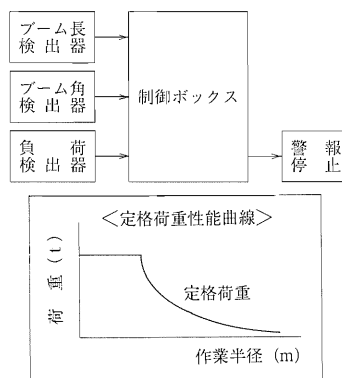 ブーム長
検出器
ブーム角
検出器
負荷
検出器
制御ボックス
警報
停止
<定格荷重性能曲線>
荷重(t)
定格荷重
作業半径(m)